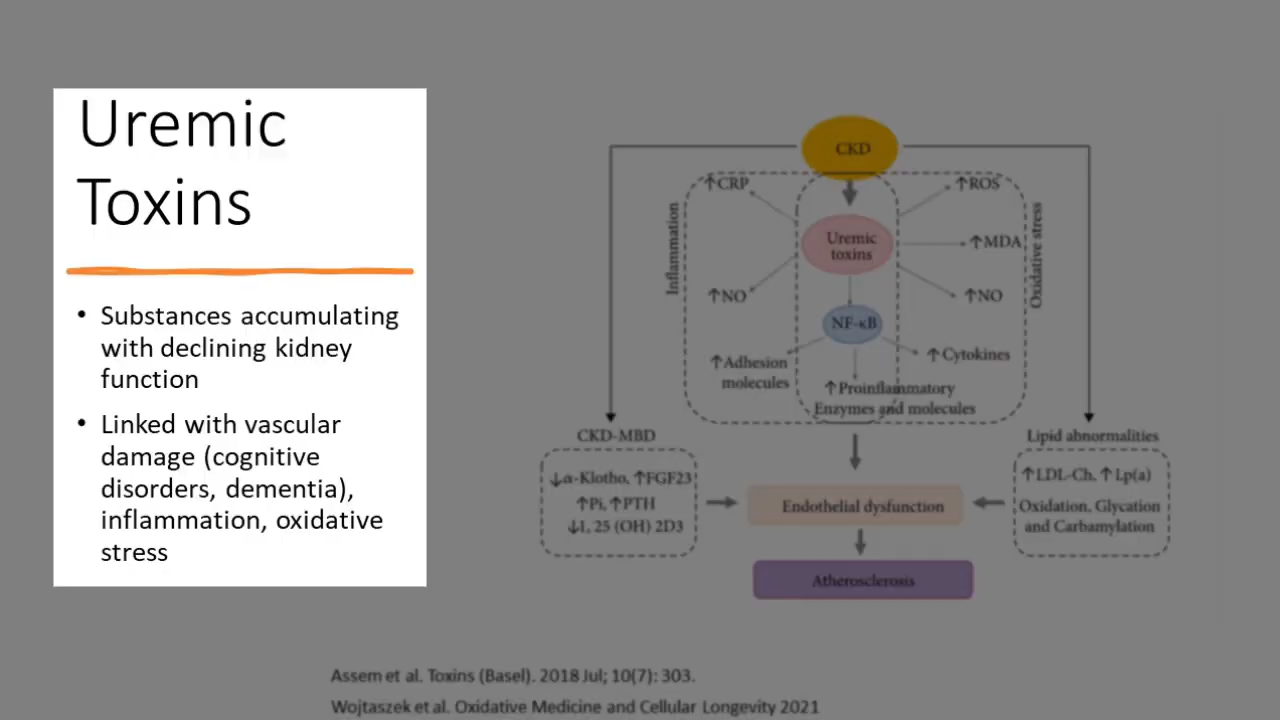 Uremic
Toxins
• Substances accumulating
with declining kidney
function
• Linked with vascular
damage (cognitive
disorders, dementia),
inflammation, oxidative
stress
CKD
↑CRP
↑ROS
Inflammation
Uremic
toxins
↑MDA
Oxidative stress
↑NO
↑NO
NF-κB
↑Adhesion
molecules
↑Cytokines
↑Proinflammatory
Enzymes and molecules
CKD-MBD
↓α-Klotho, ↑FGF23
↑Pi, ↑PTH
↓1, 25 (OH) 2D3
Endothelial dysfunction
Lipid abnormalities
↑LDL-Ch, ↑Lp(a)
Oxidation, Glycation
and Carbamylation
Atherosclerosis
Assem et al. Toxins (Basel). 2018 Jul; 10(7): 303.
Wojtaszek et al. Oxidative Medicine and Cellular Longevity 2021